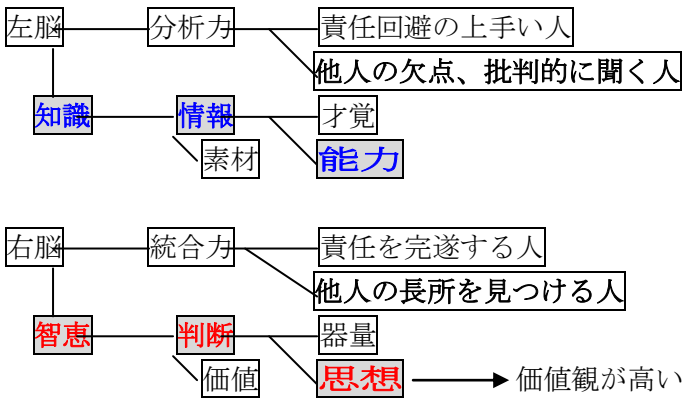 左脳 分析力 責任回避の上手い人
他人の欠点、批判的に聞く人
知識 情報 才覚
素材 能力
右脳 統合力 責任を完遂する人
他人の長所を見つける人
智恵 判断 器量
価値 思想 価値観が高い